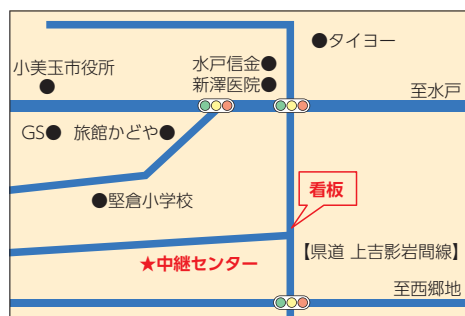 ●タイヨー
小美玉市役所
水戸信金●
新澤医院●
至水戸
GS● 旅館かどや●
看板
●堅倉小学校
【県道 上吉影岩間線】
★中継センター
至西郷地